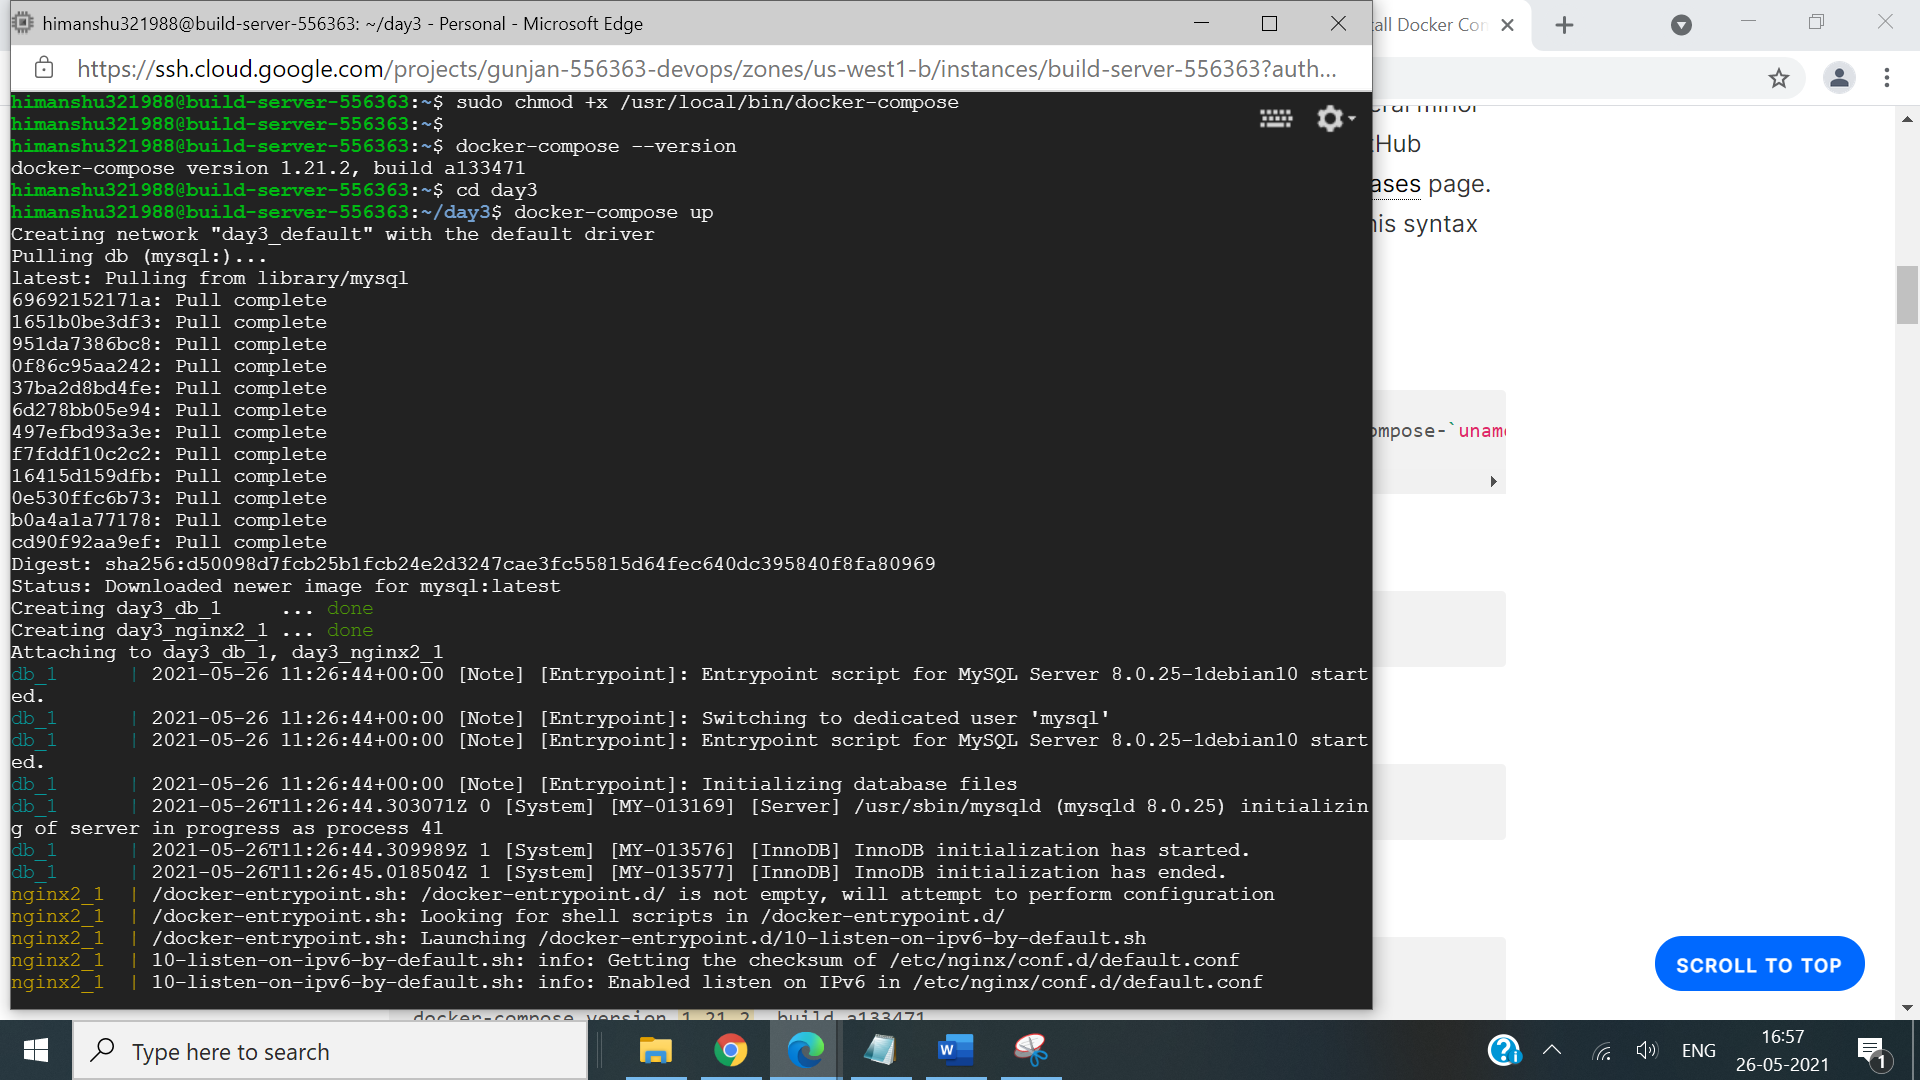 himanshu321988@build-server-556363: ~/day3 - Personal - Microsoft Edge
tall Docker Con
https://ssh.cloud.google.com/projects/gunjan-556363-devops/zones/us-west1-b/instances/build-server-556363?auth...
himanshu321988@build-server-556363:~$ sudo chmod +x /usr/local/bin/docker-compose
himanshu321988@build-server-556363:~$
himanshu321988@build-server-556363:~$ docker-compose --version
docker-compose version 1.21.2, build a133471
himanshu321988@build-server-556363:~$ cd day3
himanshu321988@build-server-556363:~/day3$ docker-compose up
Creating network "day3_default" with the default driver
Pulling db (mysql:)...
latest: Pulling from library/mysql
69692152171a: Pull complete
1651b0be3df3: Pull complete
951da7386bc8: Pull complete
0f86c95aa242: Pull complete
37ba2d8bd4fe: Pull complete
6d278bb05e94: Pull complete
497efbd93a3e: Pull complete
f7fddf10c2c2: Pull complete
16415d159dfb: Pull complete
0e530ffc6b73: Pull complete
b0a4a1a77178: Pull complete
cd90f92aa9ef: Pull complete
Digest: sha256:d50098d7fcb25b1fcb24e2d3247cae3fc55815d64fec640dc395840f8fa80969
Status: Downloaded newer image for mysql:latest
Creating day3_db_1     ... done
Creating day3_nginx2_1 ... done
Attaching to day3_db_1, day3_nginx2_1
db_1      | 2021-05-26 11:26:44+00:00 [Note] [Entrypoint]: Entrypoint script for MySQL Server 8.0.25-1debian10 start
ed.
db_1      | 2021-05-26 11:26:44+00:00 [Note] [Entrypoint]: Switching to dedicated user 'mysql'
db_1      | 2021-05-26 11:26:44+00:00 [Note] [Entrypoint]: Entrypoint script for MySQL Server 8.0.25-1debian10 start
ed.
db_1      | 2021-05-26 11:26:44+00:00 [Note] [Entrypoint]: Initializing database files
db_1      | 2021-05-26T11:26:44.303071Z 0 [System] [MY-013169] [Server] /usr/sbin/mysqld (mysqld 8.0.25) initializin
g of server in progress as process 41
db_1      | 2021-05-26T11:26:44.309989Z 1 [System] [MY-013576] [InnoDB] InnoDB initialization has started.
db_1      | 2021-05-26T11:26:45.018504Z 1 [System] [MY-013577] [InnoDB] InnoDB initialization has ended.
nginx2_1  | /docker-entrypoint.sh: /docker-entrypoint.d/ is not empty, will attempt to perform configuration
nginx2_1  | /docker-entrypoint.sh: Looking for shell scripts in /docker-entrypoint.d/
nginx2_1  | /docker-entrypoint.sh: Launching /docker-entrypoint.d/10-listen-on-ipv6-by-default.sh
nginx2_1  | 10-listen-on-ipv6-by-default.sh: info: Getting the checksum of /etc/nginx/conf.d/default.conf
nginx2_1  | 10-listen-on-ipv6-by-default.sh: info: Enabled listen on IPv6 in /etc/nginx/conf.d/default.conf
eral minor
tHub
ases page.
his syntax
ompose-`uname
SCROLL TO TOP
docker-compose version 1.21.2, build a133471
Type here to search
ENG
16:57
26-05-2021
1